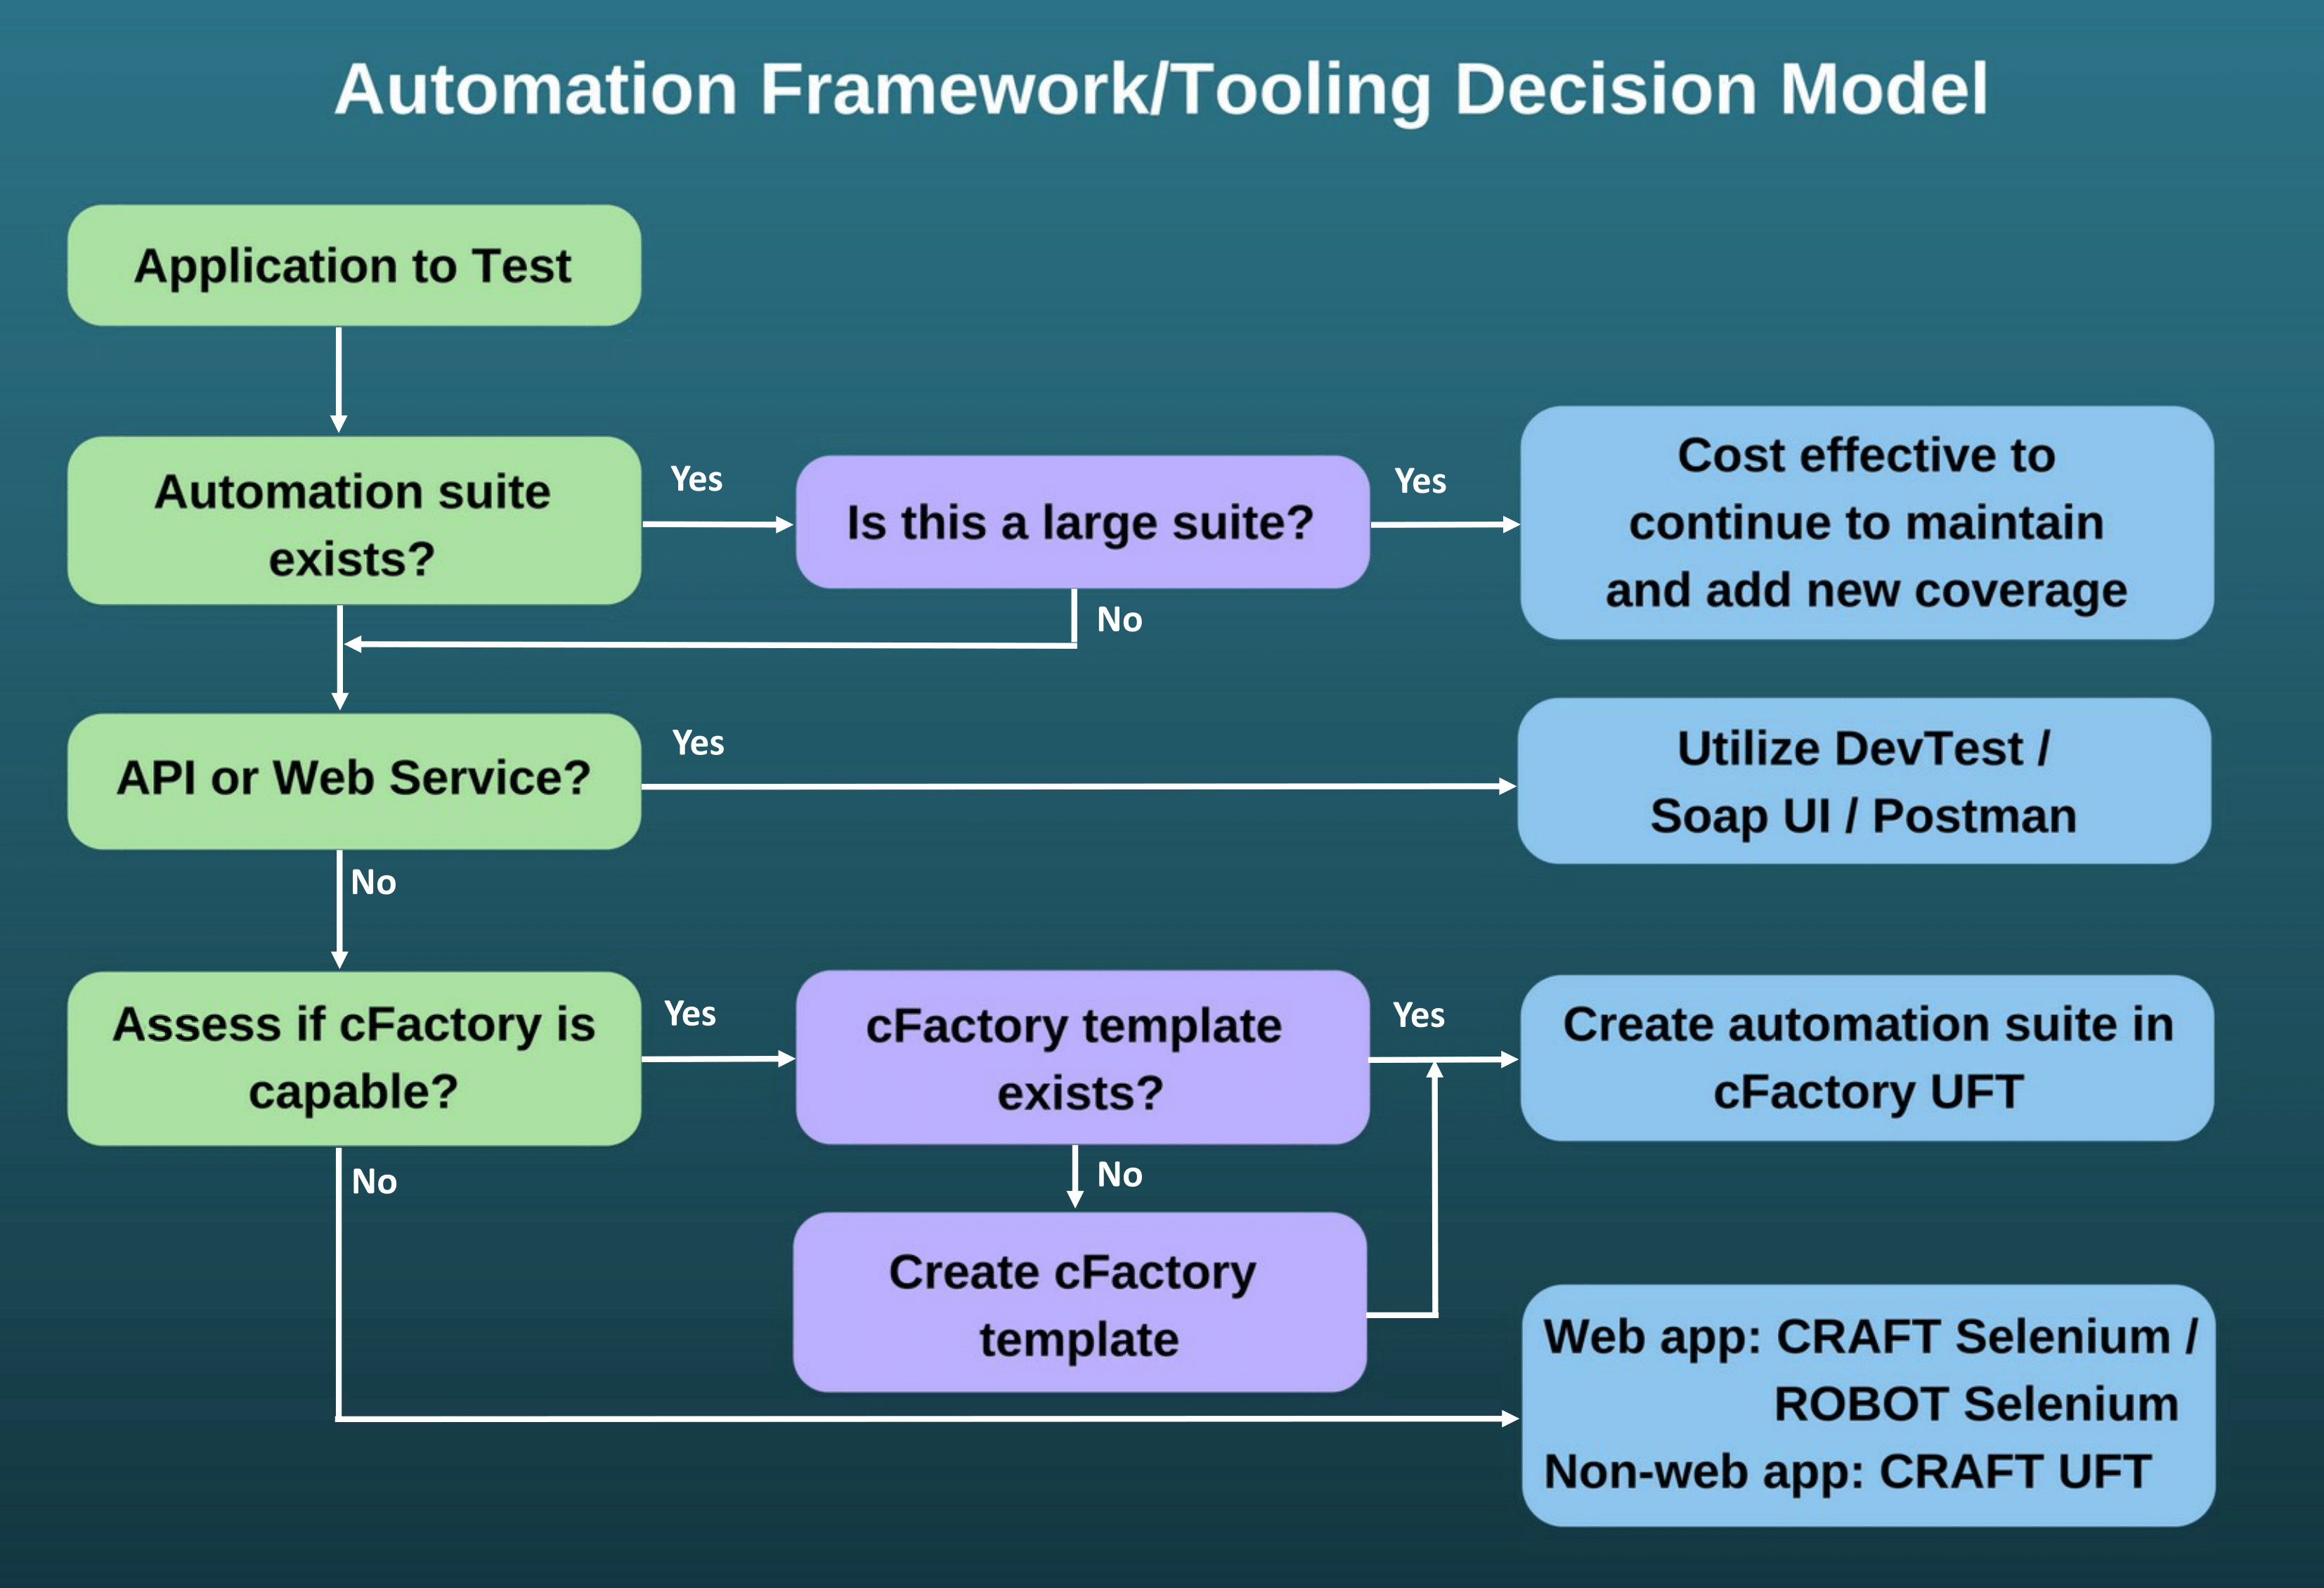 Automation Framework/Tooling Decision Model
Application to Test
Automation suite
exists?
Yes
Is this a large suite?
Yes
Cost effective to
continue to maintain
and add new coverage
No
API or Web Service?
Yes
Utilize DevTest /
Soap UI / Postman
No
Assess if cFactory is
capable?
Yes
cFactory template
exists?
Yes
Create automation suite in
cFactory UFT
No
No
Create cFactory
template
Web app: CRAFT Selenium /
ROBOT Selenium
Non-web app: CRAFT UFT